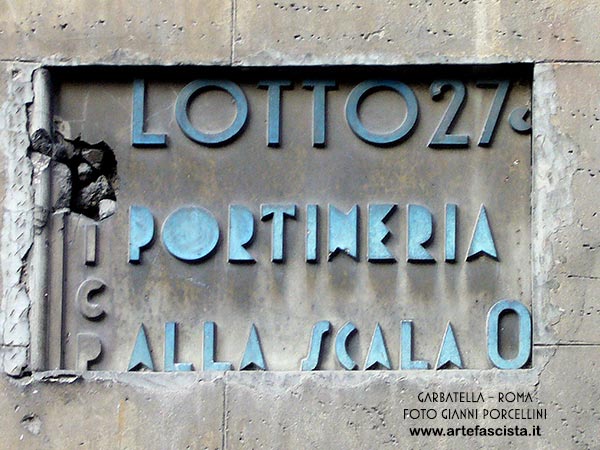 LOTTO 27°
PORTINERIA
ICP
ALLA SCALA O
GARBATELLA - ROMA
FOTO GIANNI PORCELLINI
www.artefascista.it